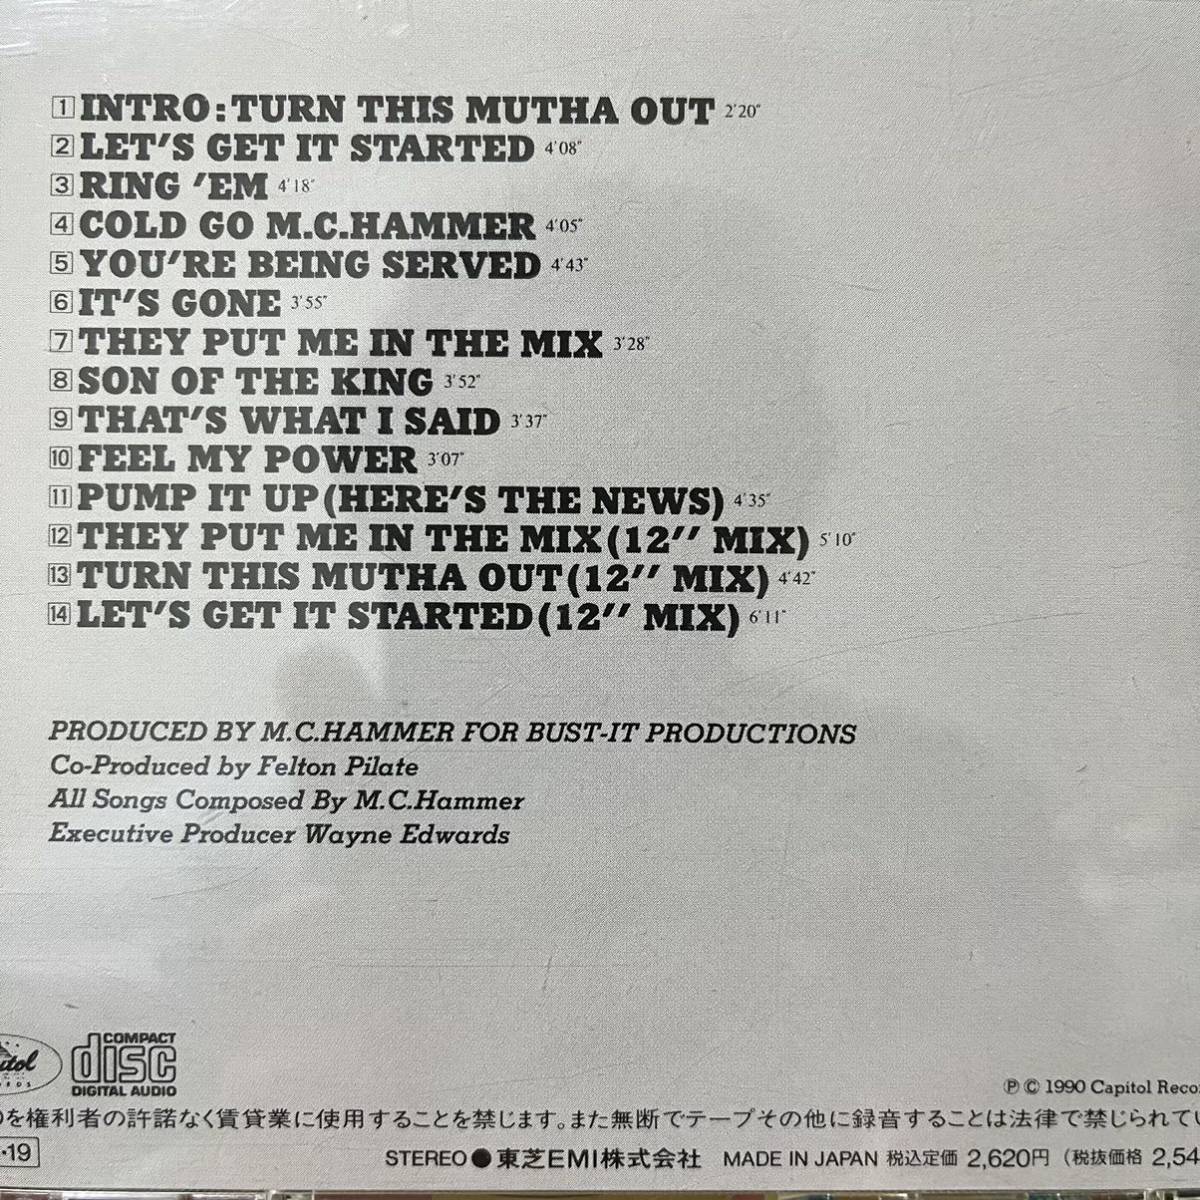 1 INTRO:TURN THIS MUTHA OUT 2'20"
2 LET'S GET IT STARTED 4'08"
3 RING 'EM 4'18"
4 COLD GO M.C.HAMMER 4'05"
5 YOU'RE BEING SERVED 4'43"
6 IT'S GONE 3'55"
7 THEY PUT ME IN THE MIX 3'28"
8 SON OF THE KING 3'52"
9 THAT'S WHAT I SAID 3'37"
10 FEEL MY POWER 3'07"
11 PUMP IT UP(HERE'S THE NEWS) 4'35"
12 THEY PUT ME IN THE MIX(12″ MIX) 5'10"
13 TURN THIS MUTHA OUT(12″ MIX) 4'42"
14 LET'S GET IT STARTED(12″ MIX) 6'11"
PRODUCED BY M.C.HAMMER FOR BUST-IT PRODUCTIONS
Co-Produced by Felton Pilate
All Songs Composed By M.C.Hammer
Executive Producer Wayne Edwards
COMPACT
disc
DIGITAL AUDIO
Ⓟ © 1990 Capitol
を権利者の許諾なく賃貸業に使用することを禁じます。また無断でテープその他に録音することは法律で禁じられてい
•19
STEREO ● 東芝EMI株式会社 MADE IN JAPAN 税込定価 2,620円 (税抜価格 2,54